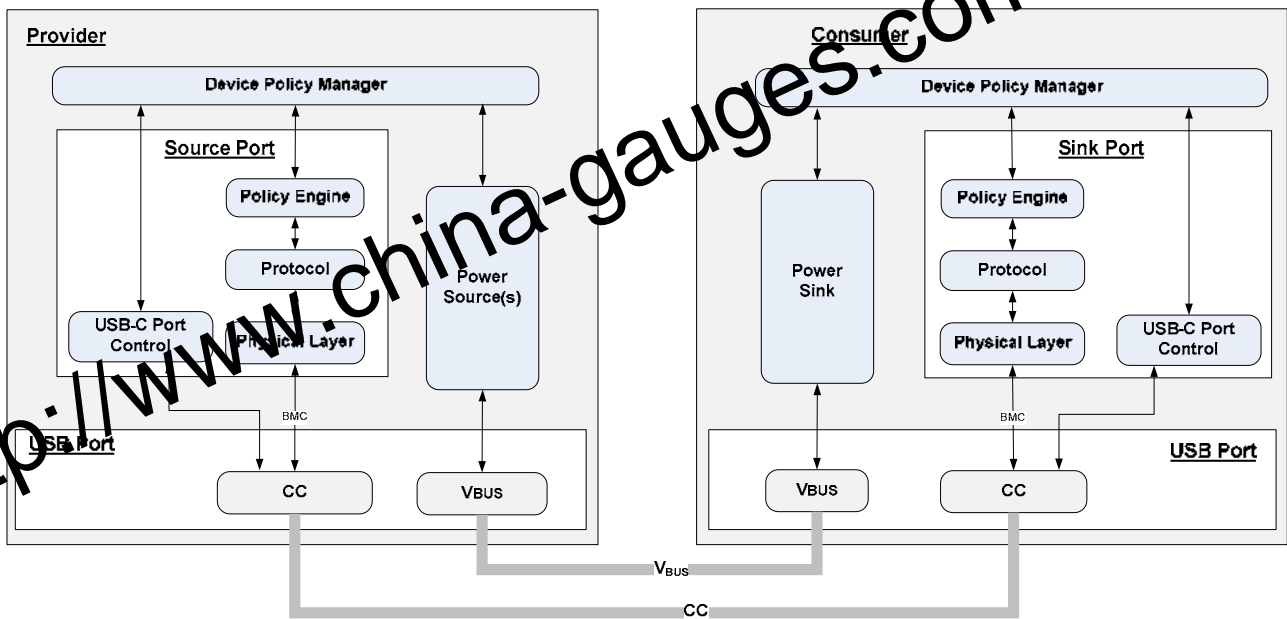 Provider
Device Policy Manager
Source Port
Policy Engine
Protocol
Physical Layer
USB-C Port
Control
Power
Source(s)
BMC
USB Port
CC
VBUS
Consumer
Device Policy Manager
Power
Sink
Sink Port
Policy Engine
Protocol
Physical Layer
USB-C Port
Control
BMC
USB Port
VBUS
CC
VBUS
CC
p://www.china-gauges.com